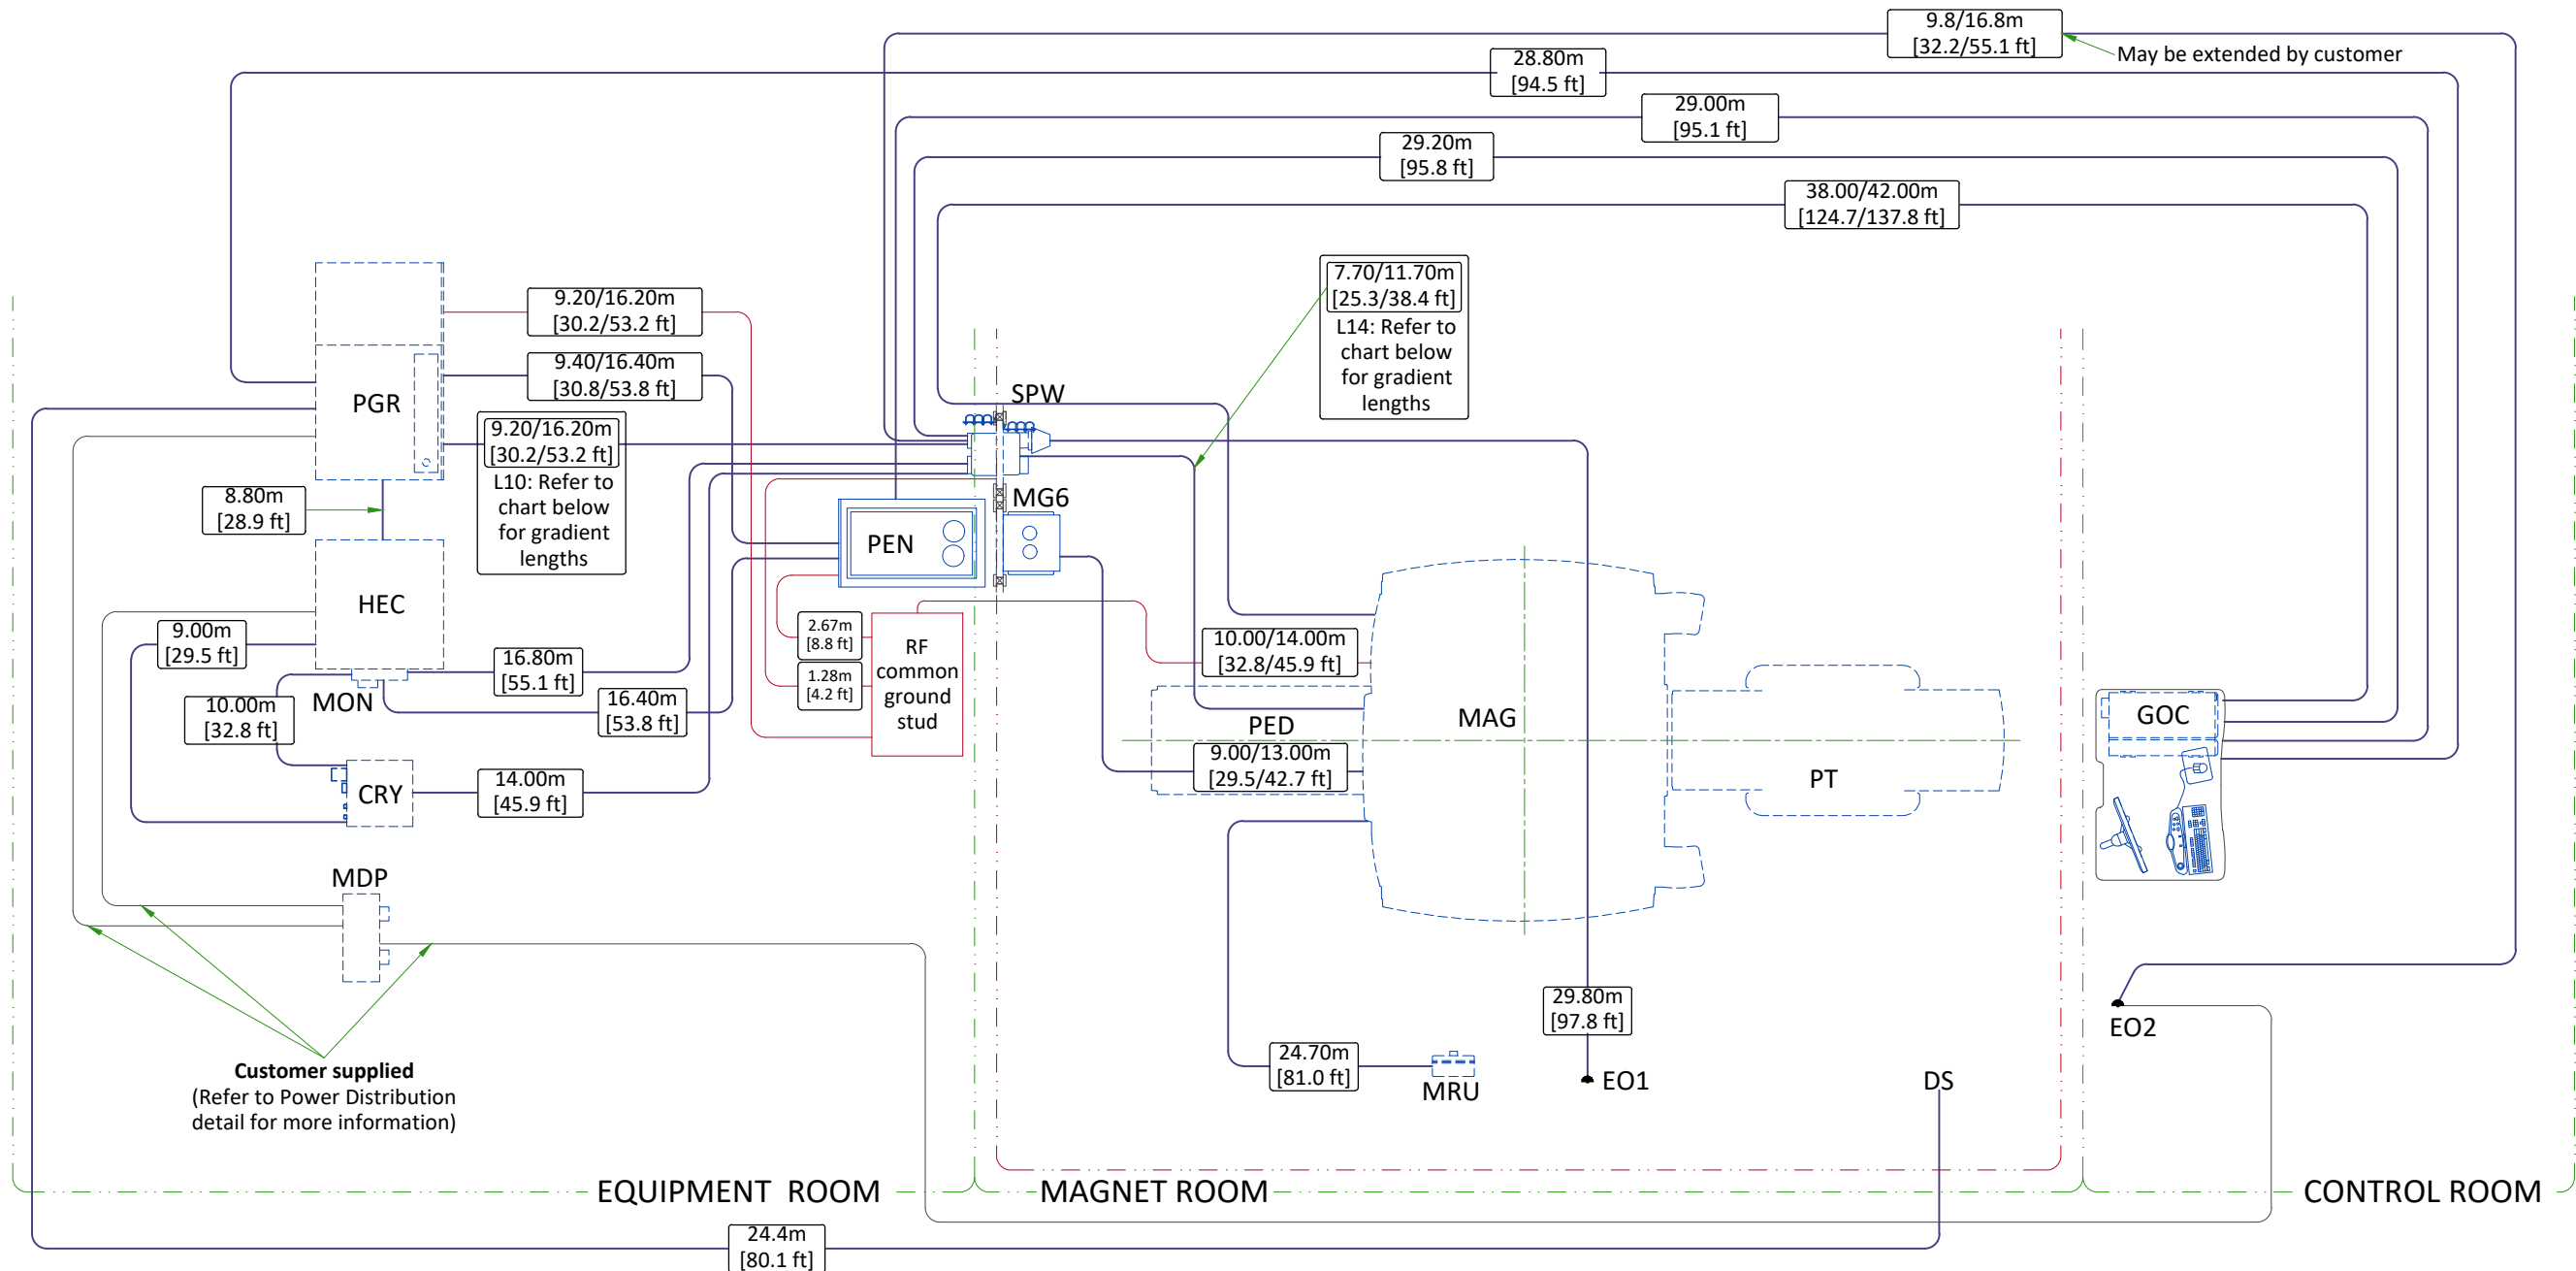 9.8/16.8m
[32.2/55.1 ft]
May be extended by customer
28.80m
[94.5 ft]
29.00m
[95.1 ft]
29.20m
[95.8 ft]
38.00/42.00m
[124.7/137.8 ft]
7.70/11.70m
[25.3/38.4 ft]
L14: Refer to
chart below
for gradient
lengths
9.20/16.20m
[30.2/53.2 ft]
9.40/16.40m
[30.8/53.8 ft]
PGR
SPW
9.20/16.20m
[30.2/53.2 ft]
L10: Refer to
chart below
for gradient
lengths
8.80m
[28.9 ft]
MG6
PEN
HEC
9.00m
[29.5 ft]
2.67m
[8.8 ft]
1.28m
[4.2 ft]
RF
common
ground
stud
10.00/14.00m
[32.8/45.9 ft]
16.80m
[55.1 ft]
16.40m
[53.8 ft]
MON
10.00m
[32.8 ft]
PED
MAG
GOC
9.00/13.00m
[29.5/42.7 ft]
PT
CRY
14.00m
[45.9 ft]
MDP
29.80m
[97.8 ft]
EO2
24.70m
[81.0 ft]
MRU
EO1
DS
Customer supplied
(Refer to Power Distribution
detail for more information)
EQUIPMENT ROOM
MAGNET ROOM
CONTROL ROOM
24.4m
[80.1 ft]